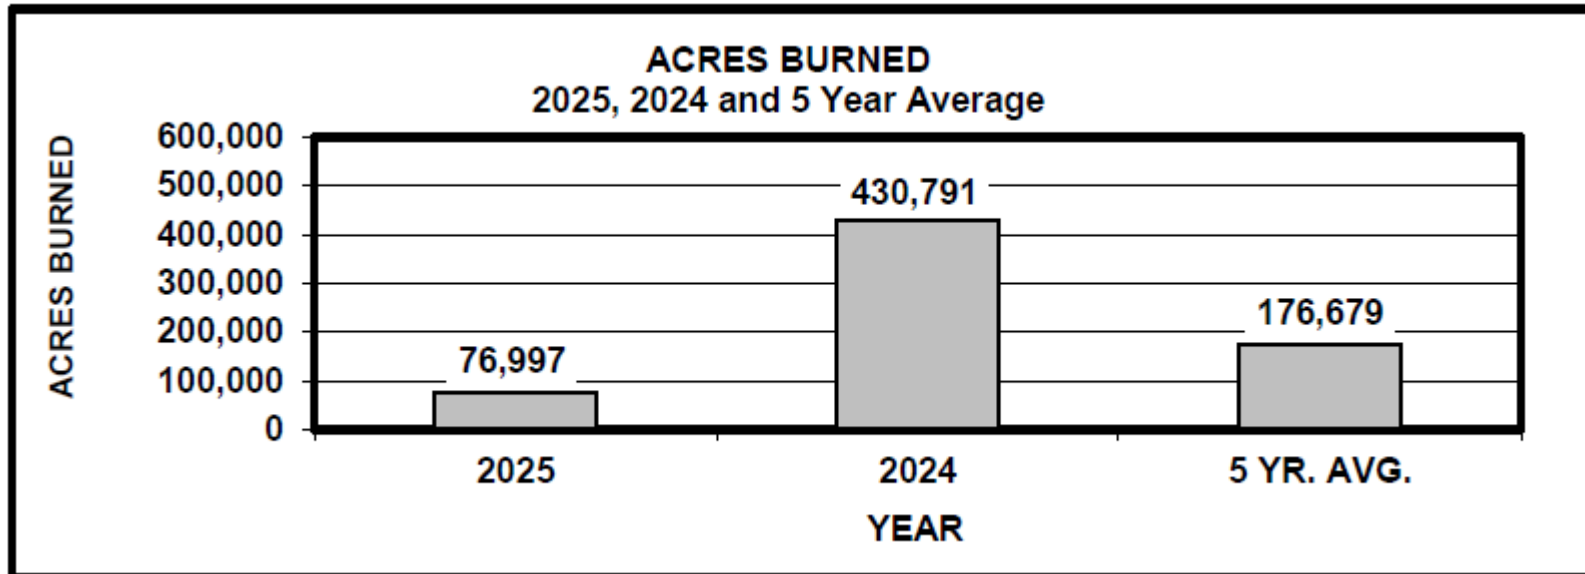 ACRES BURNED
2025, 2024 and 5 Year Average
ACRES BURNED
600,000
500,000
400,000
300,000
200,000
100,000
0
76,997
430,791
176,679
2025
2024
5 YR. AVG.
YEAR